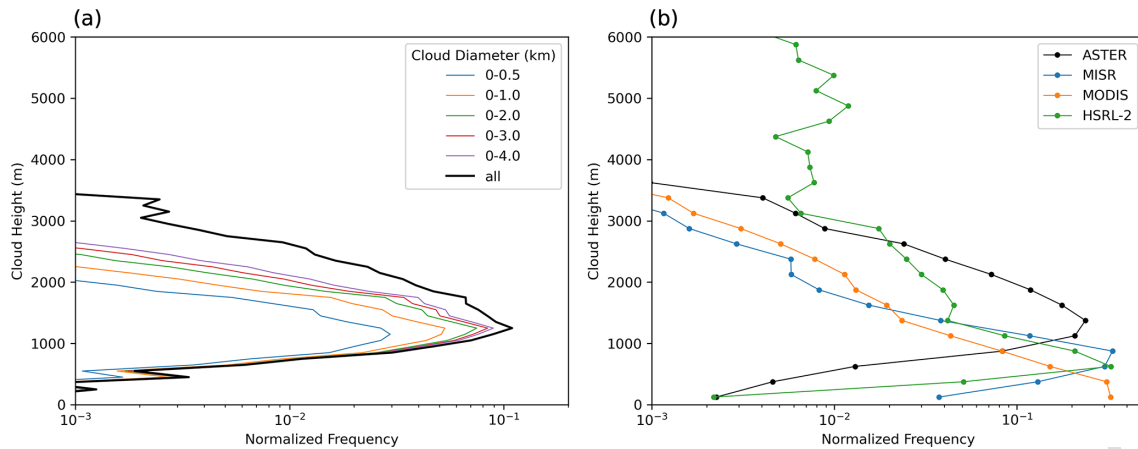 (a)
6000
5000
4000
3000
2000
1000
0
Cloud Height (m)
Cloud Diameter (km)
0-0.5
0-1.0
0-2.0
0-3.0
0-4.0
all
10⁻³
10⁻²
10⁻¹
Normalized Frequency
(b)
6000
5000
4000
3000
2000
1000
0
Cloud Height (m)
ASTER
MISR
MODIS
HSRL-2
10⁻³
10⁻²
10⁻¹
Normalized Frequency